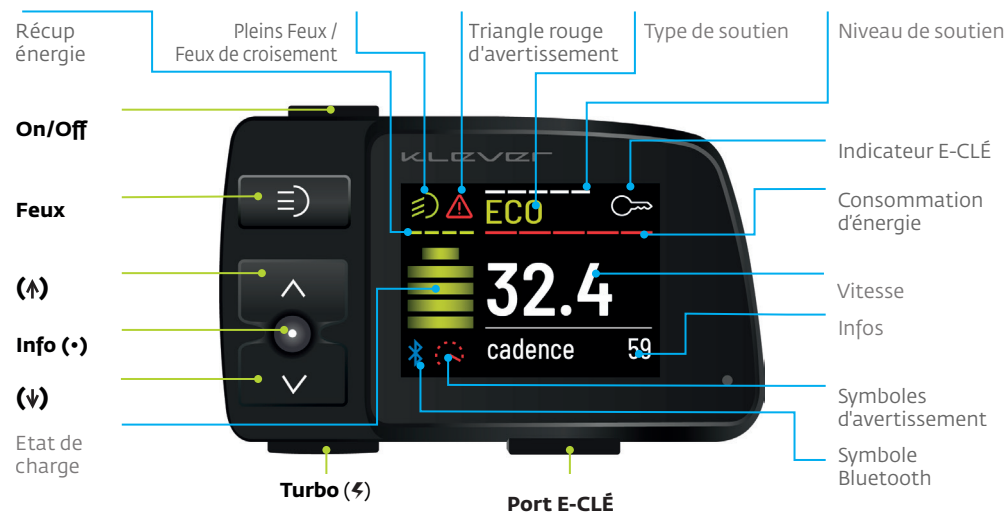 Récup
énergie
Pleins Feux /
Feux de croisement
Triangle rouge
d'avertissement
Type de soutien
Niveau de soutien
On/Off
Feux
(↑)
Info (•)
(↓)
Etat de
charge
KLEVER
ECO
32.4
cadence 59
Indicateur E-CLÉ
Consommation
d'énergie
Vitesse
Infos
Symboles
d'avertissement
Symbole
Bluetooth
Turbo (⚡)
Port E-CLÉ